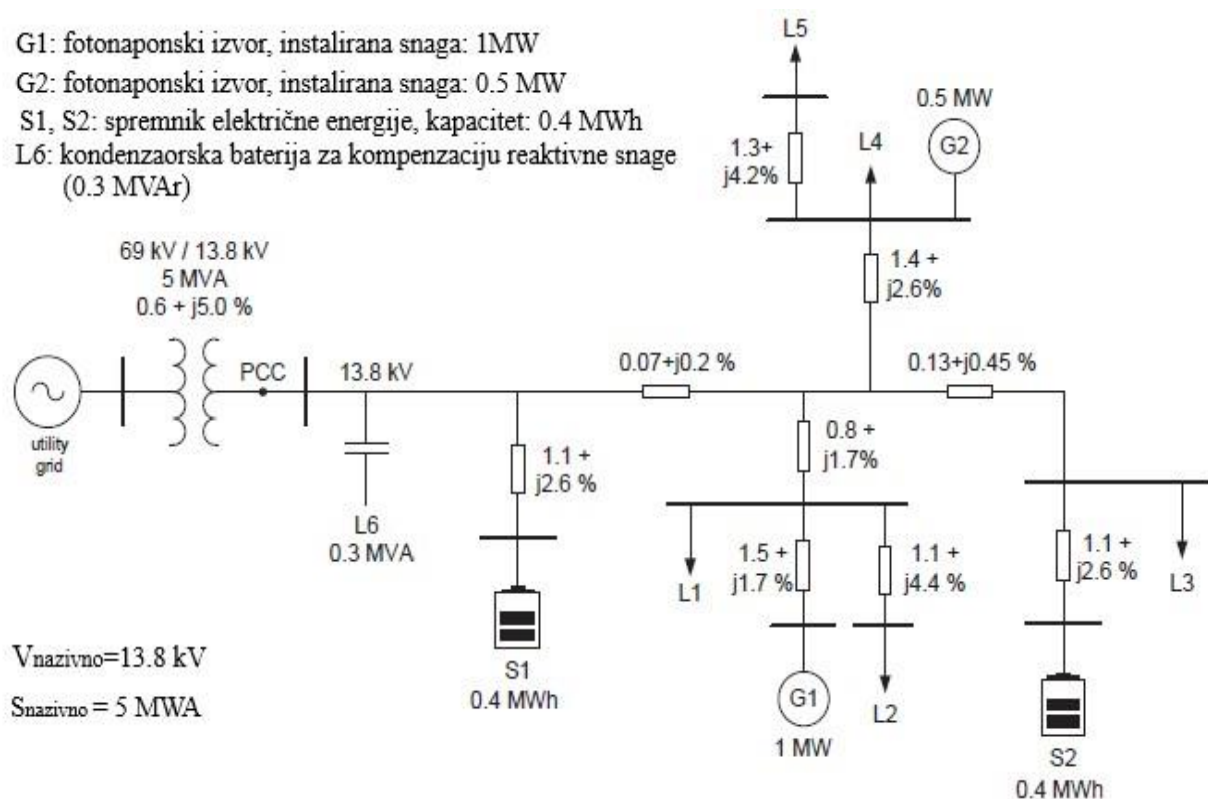 G1: fotonaponski izvor, instalirana snaga: 1MW
G2: fotonaponski izvor, instalirana snaga: 0.5 MW
S1, S2: spremnik električne energije, kapacitet: 0.4 MWh
L6: kondenzaorska baterija za kompenzaciju reaktivne snage
(0.3 MVAr)
L5
0.5 MW
G2
L4
1.3+
j4.2%
69 kV / 13.8 kV
5 MVA
0.6 + j5.0 %
1.4 +
j2.6%
PCC
13.8 kV
0.07+j0.2 %
0.13+j0.45 %
utility
grid
0.8 +
j1.7%
1.1 +
j2.6 %
L6
0.3 MVA
L1
1.5 +
j1.7 %
1.1 +
j4.4 %
1.1 +
j2.6 %
L3
S1
0.4 MWh
G1
1 MW
L2
S2
0.4 MWh
Vnazivno=13.8 kV
Snazivno = 5 MWA